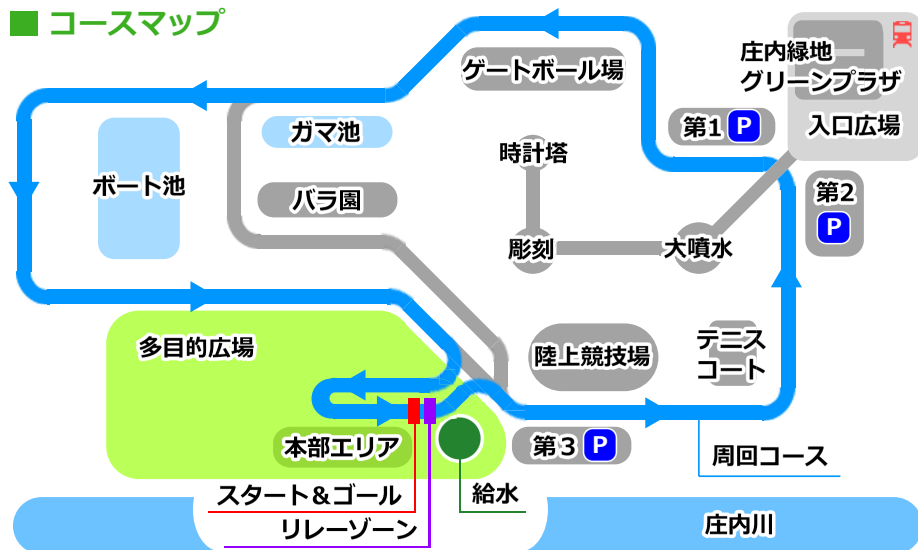 コースマップ
ゲートボール場
庄内緑地
グリーンプラザ
入口広場
第1 P
ガマ池
時計塔
ボート池
バラ園
第2
P
彫刻
大噴水
多目的広場
陸上競技場
テニス
コート
本部エリア
第3 P
周回コース
スタート＆ゴール
給水
リレーゾーン
庄内川